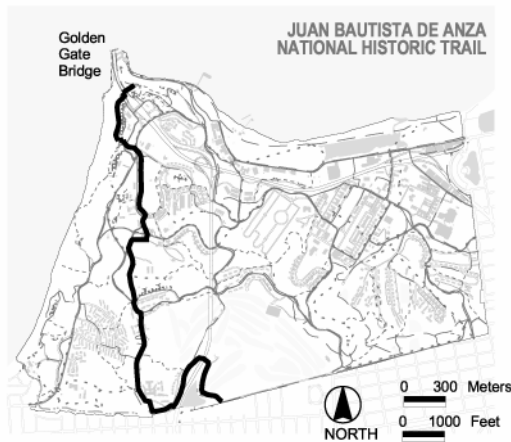 JUAN BAUTISTA DE ANZA
NATIONAL HISTORIC TRAIL
Golden
Gate
Bridge
0 300 Meters
0 1000 Feet
NORTH